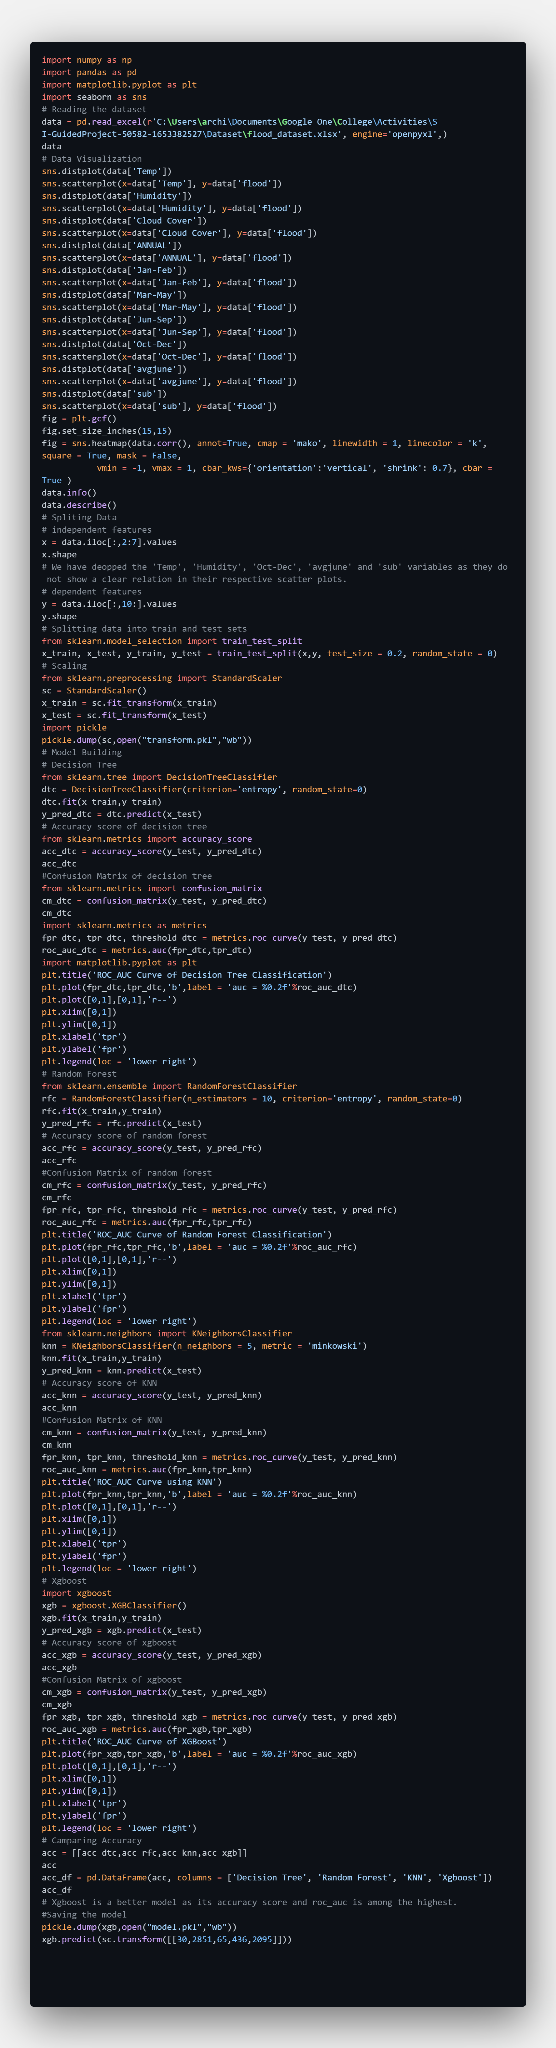 import numpy as np
import pandas as pd
import matplotlib.pyplot as plt
import seaborn as sns
# Reading the dataset
data = pd.read_excel(r'C:\Users\archi\Documents\Google One\College\Activities\S
I-GuidedProject-50582-1653382527\Dataset\flood_dataset.xlsx', engine='openpyxl',)
data
# Data Visualization
sns.distplot(data['Temp'])
sns.scatterplot(x=data['Temp'], y=data['flood'])
sns.distplot(data['Humidity'])
sns.scatterplot(x=data['Humidity'], y=data['flood'])
sns.distplot(data['Cloud Cover'])
sns.scatterplot(x=data['Cloud Cover'], y=data['flood'])
sns.distplot(data['ANNUAL'])
sns.scatterplot(x=data['ANNUAL'], y=data['flood'])
sns.distplot(data['Jan-Feb'])
sns.scatterplot(x=data['Jan-Feb'], y=data['flood'])
sns.distplot(data['Mar-May'])
sns.scatterplot(x=data['Mar-May'], y=data['flood'])
sns.distplot(data['Jun-Sep'])
sns.scatterplot(x=data['Jun-Sep'], y=data['flood'])
sns.distplot(data['Oct-Dec'])
sns.scatterplot(x=data['Oct-Dec'], y=data['flood'])
sns.distplot(data['avgjune'])
sns.scatterplot(x=data['avgjune'], y=data['flood'])
sns.distplot(data['sub'])
sns.scatterplot(x=data['sub'], y=data['flood'])
fig = plt.gcf()
fig.set_size_inches(15,15)
fig = sns.heatmap(data.corr(), annot=True, cmap = 'mako', linewidth = 1, linecolor = 'k',
square = True, mask = False,
vmin = -1, vmax = 1, cbar_kws={'orientation':'vertical', 'shrink': 0.7}, cbar =
True )
data.info()
data.describe()
# Spliting Data
# independent features
x = data.iloc[:,2:7].values
x.shape
# We have deopped the 'Temp', 'Humidity', 'Oct-Dec', 'avgjune' and 'sub' variables as they do
not show a clear relation in their respective scatter plots.
# dependent features
y = data.iloc[:,10:].values
y.shape
# Splitting data into train and test sets
from sklearn.model_selection import train_test_split
x_train, x_test, y_train, y_test = train_test_split(x,y, test_size = 0.2, random_state = 0)
# Scaling
from sklearn.preprocessing import StandardScaler
sc = StandardScaler()
x_train = sc.fit_transform(x_train)
x_test = sc.fit_transform(x_test)
import pickle
pickle.dump(sc,open("transform.pkl","wb"))
# Model Building
# Decision Tree
from sklearn.tree import DecisionTreeClassifier
dtc = DecisionTreeClassifier(criterion='entropy', random_state=0)
dtc.fit(x_train,y_train)
y_pred_dtc = dtc.predict(x_test)
# Accuracy score of decision tree
from sklearn.metrics import accuracy_score
acc_dtc = accuracy_score(y_test, y_pred_dtc)
acc_dtc
#Confusion Matrix of decision tree
from sklearn.metrics import confusion_matrix
cm_dtc = confusion_matrix(y_test, y_pred_dtc)
cm_dtc
import sklearn.metrics as metrics
fpr_dtc, tpr_dtc, threshold_dtc = metrics.roc_curve(y_test, y_pred_dtc)
roc_auc_dtc = metrics.auc(fpr_dtc,tpr_dtc)
import matplotlib.pyplot as plt
plt.title('ROC_AUC Curve of Decision Tree Classification')
plt.plot(fpr_dtc,tpr_dtc,'b',label = 'auc = %0.2f'%roc_auc_dtc)
plt.plot([0,1],[0,1],'r--')
plt.xlim([0,1])
plt.ylim([0,1])
plt.xlabel('tpr')
plt.ylabel('fpr')
plt.legend(loc = 'lower right')
# Random Forest
from sklearn.ensemble import RandomForestClassifier
rfc = RandomForestClassifier(n_estimators = 10, criterion='entropy', random_state=0)
rfc.fit(x_train,y_train)
y_pred_rfc = rfc.predict(x_test)
# Accuracy score of random forest
acc_rfc = accuracy_score(y_test, y_pred_rfc)
acc_rfc
#Confusion Matrix of random forest
cm_rfc = confusion_matrix(y_test, y_pred_rfc)
cm_rfc
fpr_rfc, tpr_rfc, threshold_rfc = metrics.roc_curve(y_test, y_pred_rfc)
roc_auc_rfc = metrics.auc(fpr_rfc,tpr_rfc)
plt.title('ROC_AUC Curve of Random Forest Classification')
plt.plot(fpr_rfc,tpr_rfc,'b',label = 'auc = %0.2f'%roc_auc_rfc)
plt.plot([0,1],[0,1],'r--')
plt.xlim([0,1])
plt.ylim([0,1])
plt.xlabel('tpr')
plt.ylabel('fpr')
plt.legend(loc = 'lower right')
from sklearn.neighbors import KNeighborsClassifier
knn = KNeighborsClassifier(n_neighbors = 5, metric = 'minkowski')
knn.fit(x_train,y_train)
y_pred_knn = knn.predict(x_test)
# Accuracy score of KNN
acc_knn = accuracy_score(y_test, y_pred_knn)
acc_knn
#Confusion Matrix of KNN
cm_knn = confusion_matrix(y_test, y_pred_knn)
cm_knn
fpr_knn, tpr_knn, threshold_knn = metrics.roc_curve(y_test, y_pred_knn)
roc_auc_knn = metrics.auc(fpr_knn,tpr_knn)
plt.title('ROC_AUC Curve using KNN')
plt.plot(fpr_knn,tpr_knn,'b',label = 'auc = %0.2f'%roc_auc_knn)
plt.plot([0,1],[0,1],'r--')
plt.xlim([0,1])
plt.ylim([0,1])
plt.xlabel('tpr')
plt.ylabel('fpr')
plt.legend(loc = 'lower right')
# Xgboost
import xgboost
xgb = xgboost.XGBClassifier()
xgb.fit(x_train,y_train)
y_pred_xgb = xgb.predict(x_test)
# Accuracy score of xgboost
acc_xgb = accuracy_score(y_test, y_pred_xgb)
acc_xgb
#Confusion Matrix of xgboost
cm_xgb = confusion_matrix(y_test, y_pred_xgb)
cm_xgb
fpr_xgb, tpr_xgb, threshold_xgb = metrics.roc_curve(y_test, y_pred_xgb)
roc_auc_xgb = metrics.auc(fpr_xgb,tpr_xgb)
plt.title('ROC_AUC Curve of XGBoost')
plt.plot(fpr_xgb,tpr_xgb,'b',label = 'auc = %0.2f'%roc_auc_xgb)
plt.plot([0,1],[0,1],'r--')
plt.xlim([0,1])
plt.ylim([0,1])
plt.xlabel('tpr')
plt.ylabel('fpr')
plt.legend(loc = 'lower right')
# Camparing Accuracy
acc = [[acc_dtc,acc_rfc,acc_knn,acc_xgb]]
acc
acc_df = pd.DataFrame(acc, columns = ['Decision Tree', 'Random Forest', 'KNN', 'Xgboost'])
acc_df
# Xgboost is a better model as its accuracy score and roc_auc is among the highest.
#Saving the model
pickle.dump(xgb,open("model.pkl","wb"))
xgb.predict(sc.transform([[30,2851,65,436,2095]]))